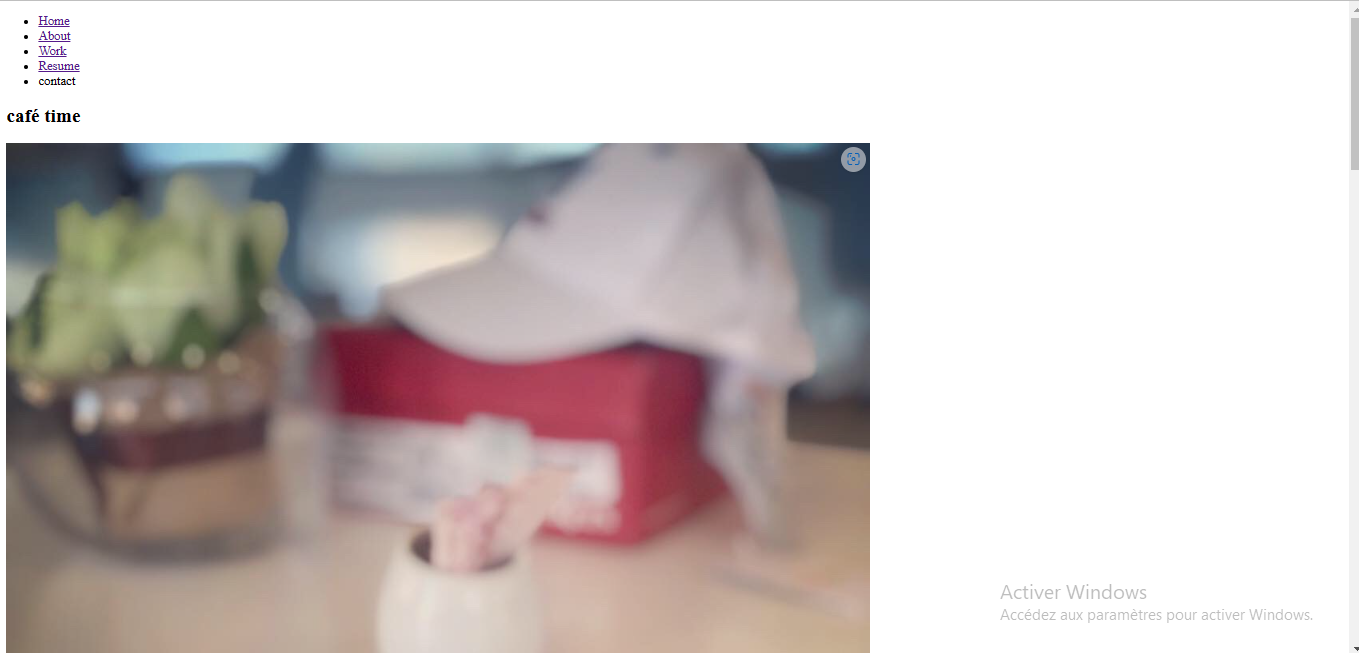 Home
About
Work
Resume
contact
café time
Activer Windows
Accédez aux paramètres pour activer Windows.